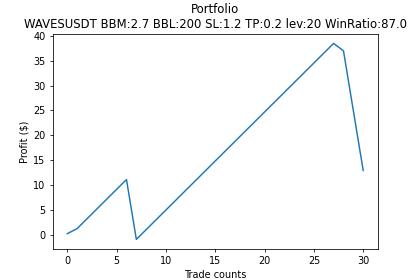 Portfolio
WAVESUSDT BBM:2.7 BBL:200 SL:1.2 TP:0.2 lev:20 WinRatio:87.0
40
35
30
25
20
15
10
5
0
Profit ($)
0 5 10 15 20 25 30
Trade counts